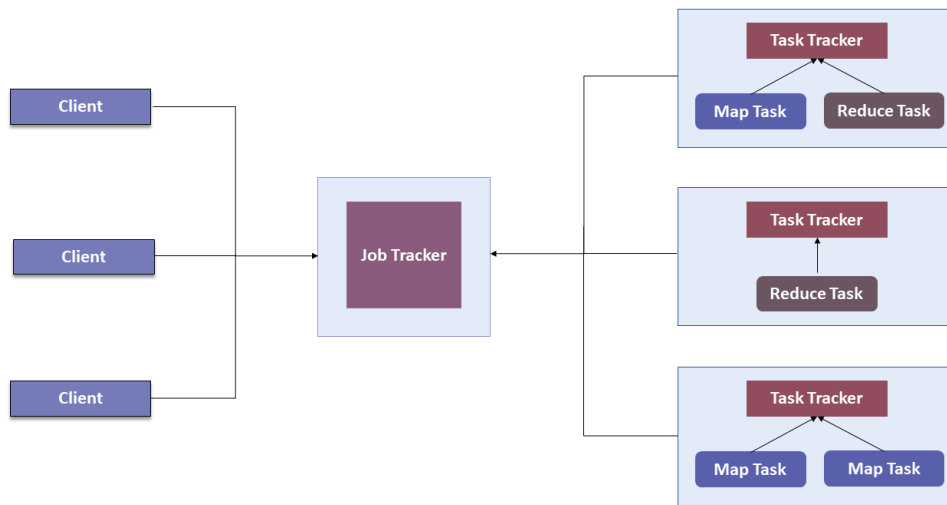 Client
Client
Client
Job Tracker
Task Tracker
Map Task
Reduce Task
Task Tracker
Reduce Task
Task Tracker
Map Task
Map Task